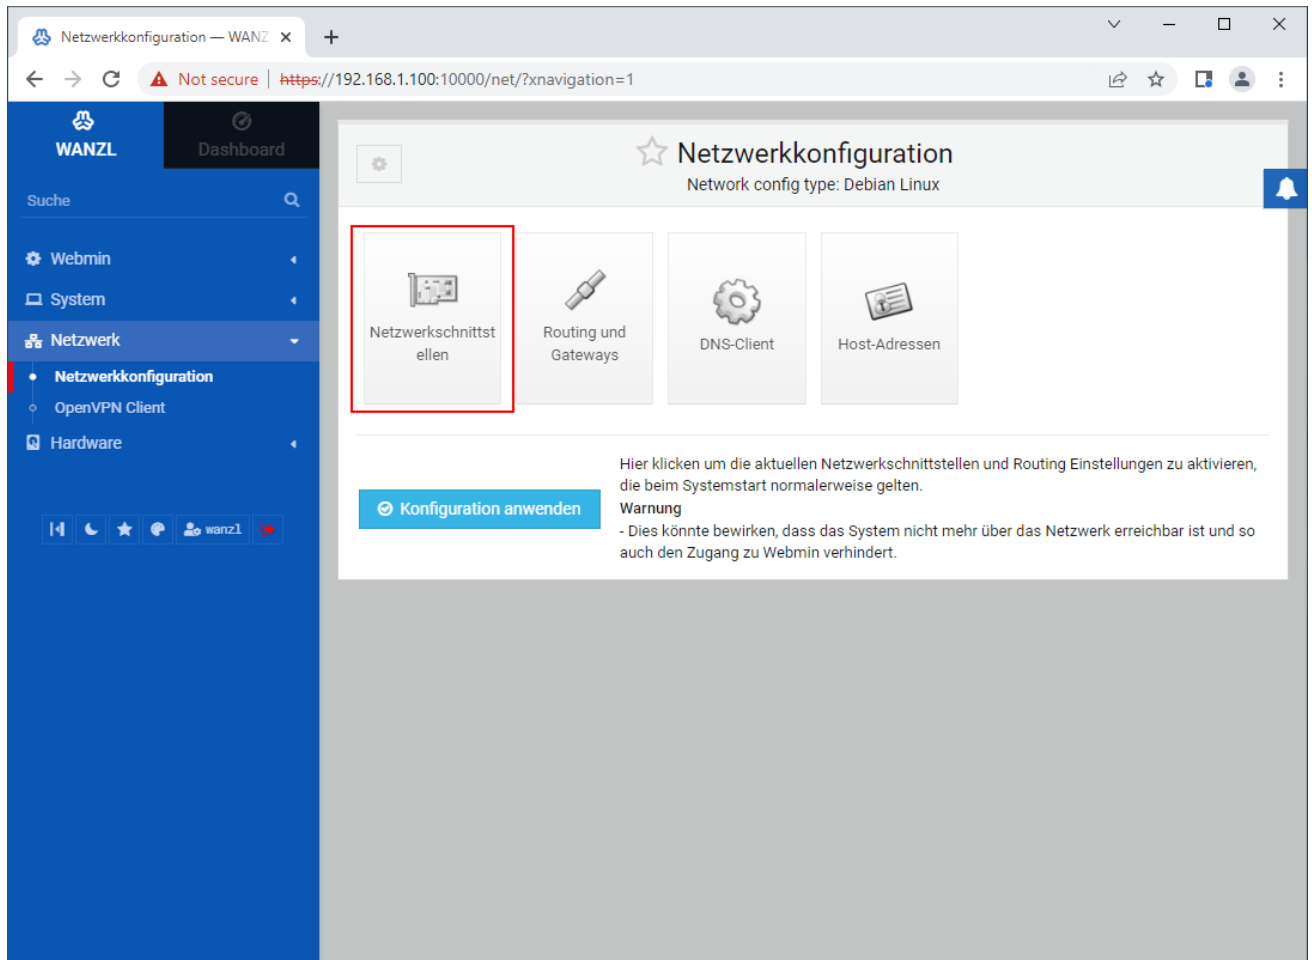 Netzwerkkonfiguration — WANZ
Not secure | https://192.168.1.100:10000/net/?xnavigation=1
WANZL
Dashboard
Suche
Webmin
System
Netzwerk
Netzwerkkonfiguration
OpenVPN Client
Hardware
wanzl
Netzwerkkonfiguration
Network config type: Debian Linux
Netzwerkschnittst
ellen
Routing und
Gateways
DNS-Client
Host-Adressen
Konfiguration anwenden
Hier klicken um die aktuellen Netzwerkschnittstellen und Routing Einstellungen zu aktivieren,
die beim Systemstart normalerweise gelten.
Warnung
- Dies könnte bewirken, dass das System nicht mehr über das Netzwerk erreichbar ist und so
auch den Zugang zu Webmin verhindert.